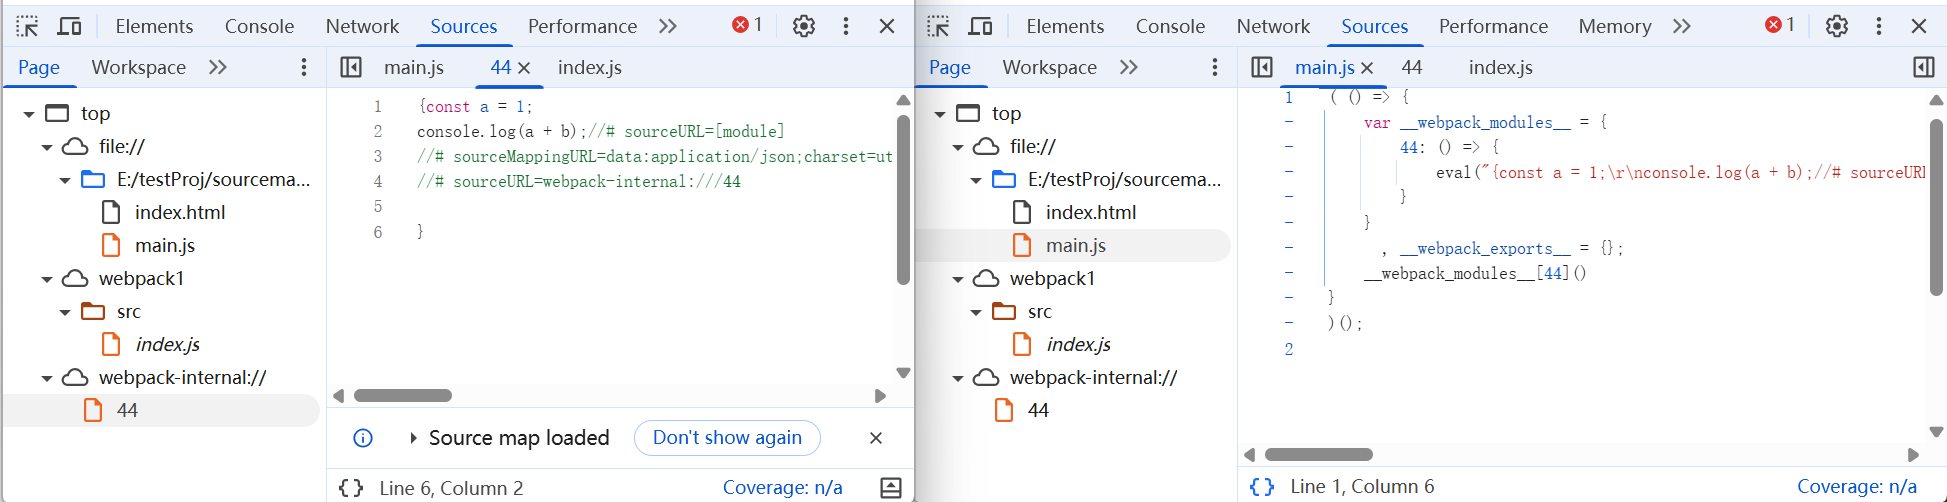 Elements Console Network Sources Performance 1
Page Workspace
main.js 44 index.js
top
file://
E:/testProj/sourcema...
index.html
main.js
webpack1
src
index.js
webpack-internal://
44
1 {const a = 1;
2 console.log(a + b);//# sourceURL=[module]
3 //# sourceMappingURL=data:application/json;charset=ut
4 //# sourceURL=webpack-internal:///44
5
6 }
Source map loaded Don't show again
{} Line 6, Column 2 Coverage: n/a
Elements Console Network Sources Performance Memory 1
Page Workspace
main.js 44 index.js
top
file://
E:/testProj/sourcema...
index.html
main.js
webpack1
src
index.js
webpack-internal://
44
1 ( () => {
- var __webpack_modules__ = {
- 44: () => {
- eval("{const a = 1;\r\nconsole.log(a + b);//# sourceURL
- }
- }
- , __webpack_exports__ = {};
- __webpack_modules__[44]()
- }
- )();
2
{} Line 1, Column 6 Coverage: n/a